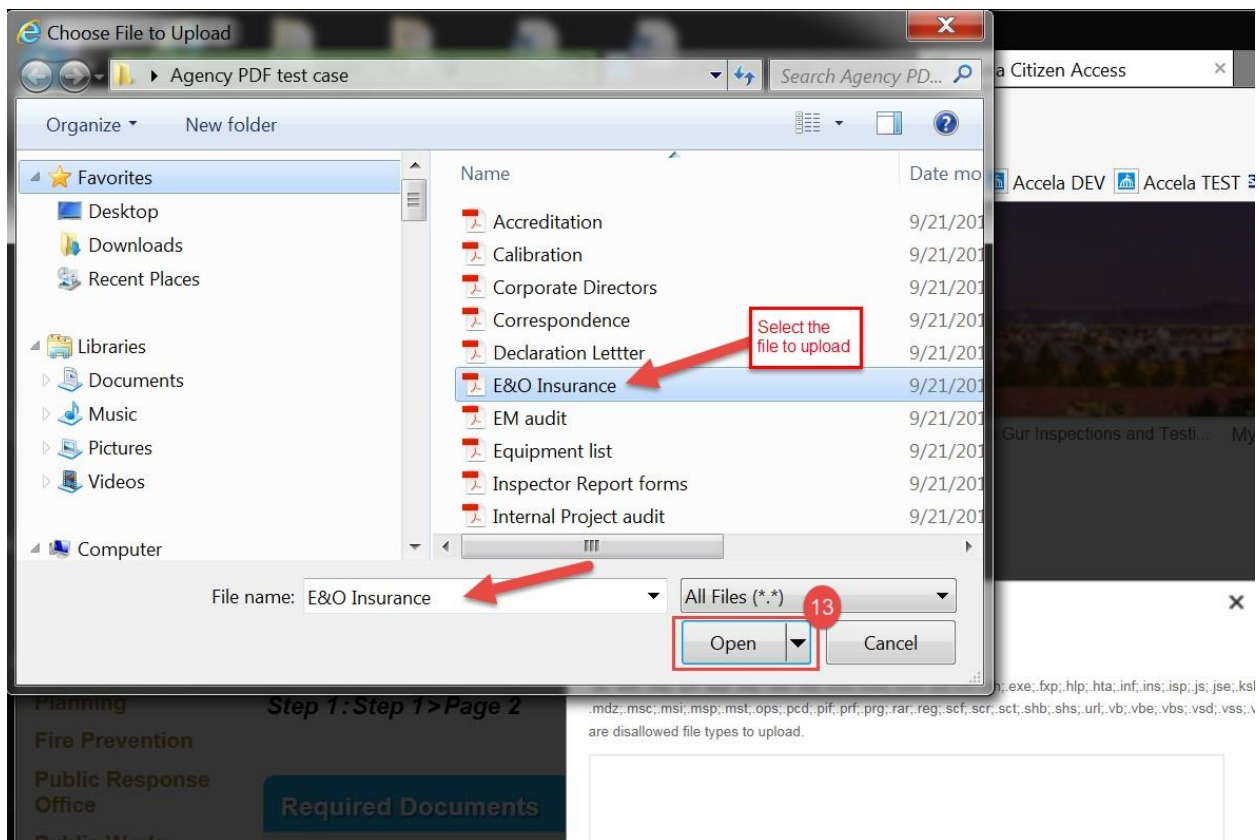 Choose File to Upload
X
Agency PDF test case
Search Agency PD...
a Citizen Access ×
Organize New folder
?
Accela DEV Accela TEST
Favorites
Desktop
Downloads
Recent Places
Libraries
Documents
Music
Pictures
Videos
Computer
Name Date mo
Accreditation 9/21/201
Calibration 9/21/201
Corporate Directors 9/21/201
Correspondence 9/21/201
Declaration Lettter 9/21/201
E&O Insurance 9/21/201
EM audit 9/21/201
Equipment list 9/21/201
Inspector Report forms 9/21/201
Internal Project audit 9/21/201
Select the
file to upload
Gur Inspections and Testi... My
File name: E&O Insurance All Files (*.*)
13
Open Cancel
×
.exe;.fxp;.hlp;.hta;.inf;.ins;.isp;.js;.jse;.ksl
.mdz;.msc;.msi;.msp;.mst;.ops;.pcd;.pif;.prf;.prg;.rar;.reg;.scf;.scr;.sct;.shb;.shs;.url;.vb;.vbe;.vbs;.vsd;.vss;.v
are disallowed file types to upload.
Planning
Step 1:Step 1>Page 2
Fire Prevention
Public Response
Office
Required Documents
Public Works